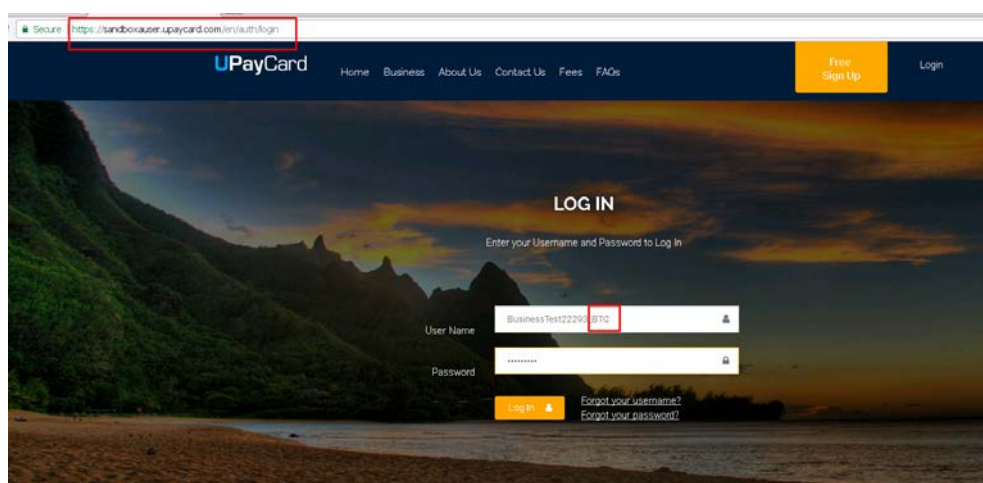 Secure https://sandboxauser.upaycard.com/en/auth/login
UPayCard Home Business About Us Contact Us Fees FAQs Free Sign Up Login
LOG IN
Enter your Username and Password to Log In
User Name BusinessTest22293_BTC
Password •••••••••
Log In Forgot your username?
Forgot your password?